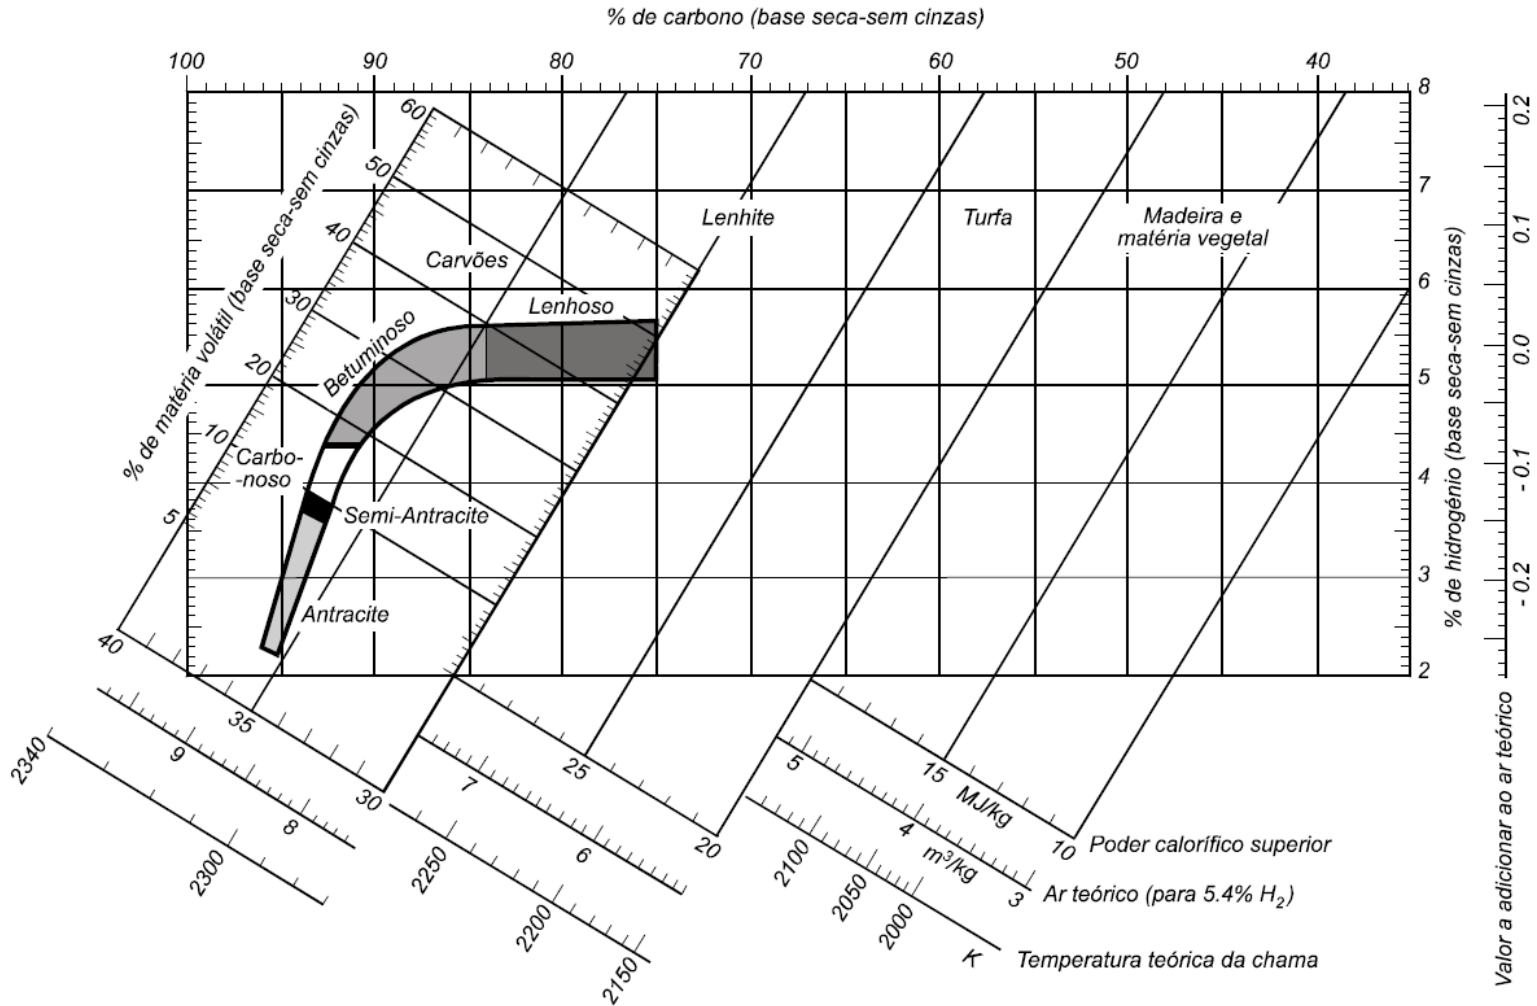 % de carbono (base seca-sem cinzas)
100 90 80 70 60 50 40
% de matéria volátil (base seca-sem cinzas)
60
50
40
30
20
10
5
Carvões
Lenhoso
Betuminoso
Carbo-
-noso
Semi-Antracite
Antracite
Lenhite
Turfa
Madeira e
matéria vegetal
8
7
6
5
4
3
2
% de hidrogénio (base seca-sem cinzas)
0.2
0.1
0.0
- 0.1
- 0.2
Valor a adicionar ao ar teórico
40 35 30 25 20 15 10
MJ/kg
Poder calorífico superior
9 8 7 6 5 4 3
m³/kg
Ar teórico (para 5.4% H₂)
2340 2300 2250 2200 2150 2100 2050 2000
K
Temperatura teórica da chama